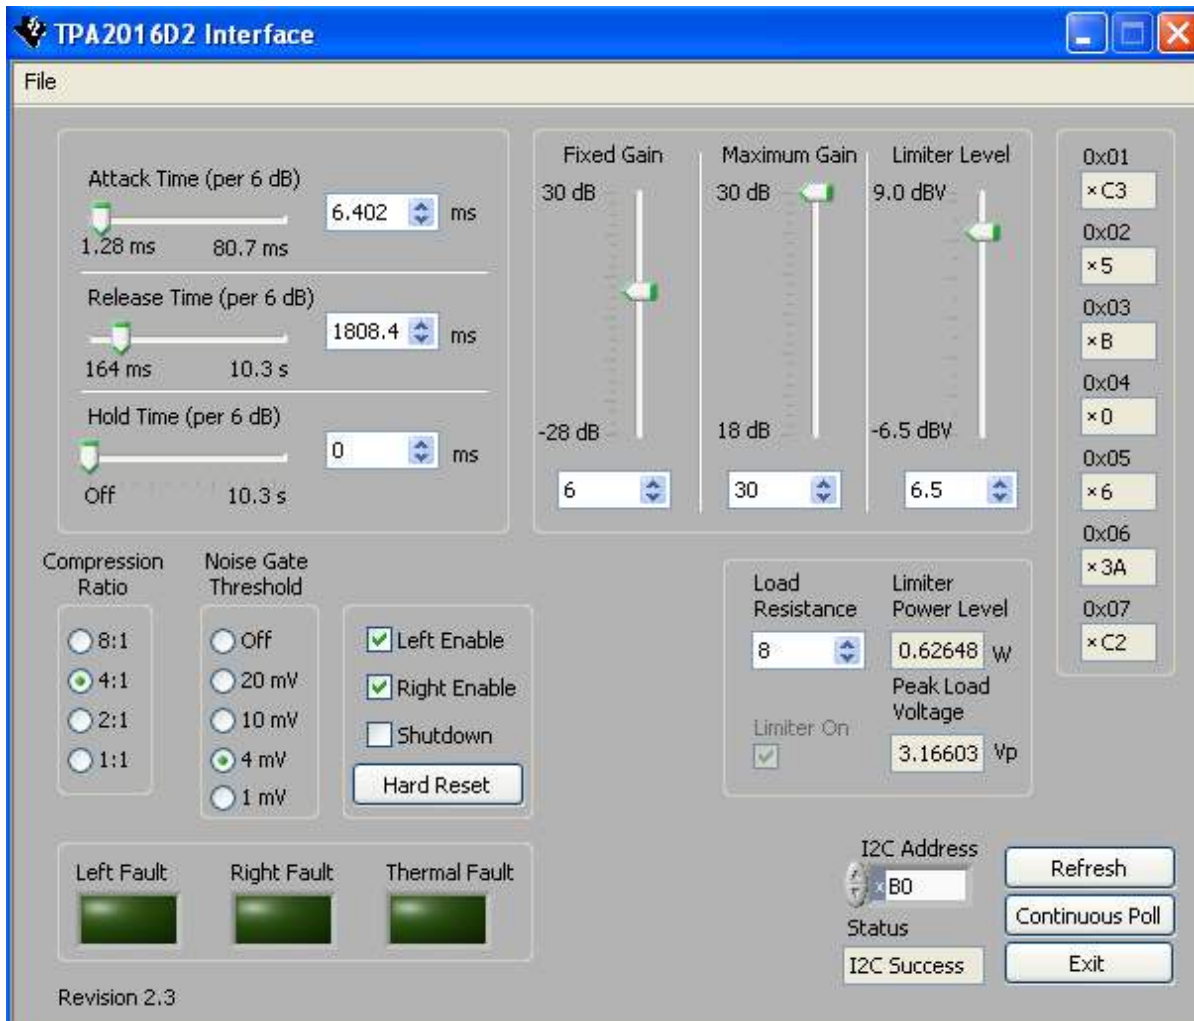 TPA2016D2 Interface
File
Attack Time (per 6 dB)
6.402 ms
1.28 ms 80.7 ms
Release Time (per 6 dB)
1808.4 ms
164 ms 10.3 s
Hold Time (per 6 dB)
0 ms
Off 10.3 s
Fixed Gain
30 dB
-28 dB
6
Maximum Gain
30 dB
18 dB
30
Limiter Level
9.0 dBV
-6.5 dBV
6.5
0x01
×C3
0x02
×5
0x03
×B
0x04
×0
0x05
×6
0x06
×3A
0x07
×C2
Compression
Ratio
8:1
4:1
2:1
1:1
Noise Gate
Threshold
Off
20 mV
10 mV
4 mV
1 mV
Left Enable
Right Enable
Shutdown
Hard Reset
Load
Resistance
8
Limiter On
Limiter
Power Level
0.62648 W
Peak Load
Voltage
3.16603 Vp
Left Fault Right Fault Thermal Fault
I2C Address
×B0
Status
I2C Success
Refresh
Continuous Poll
Exit
Revision 2.3